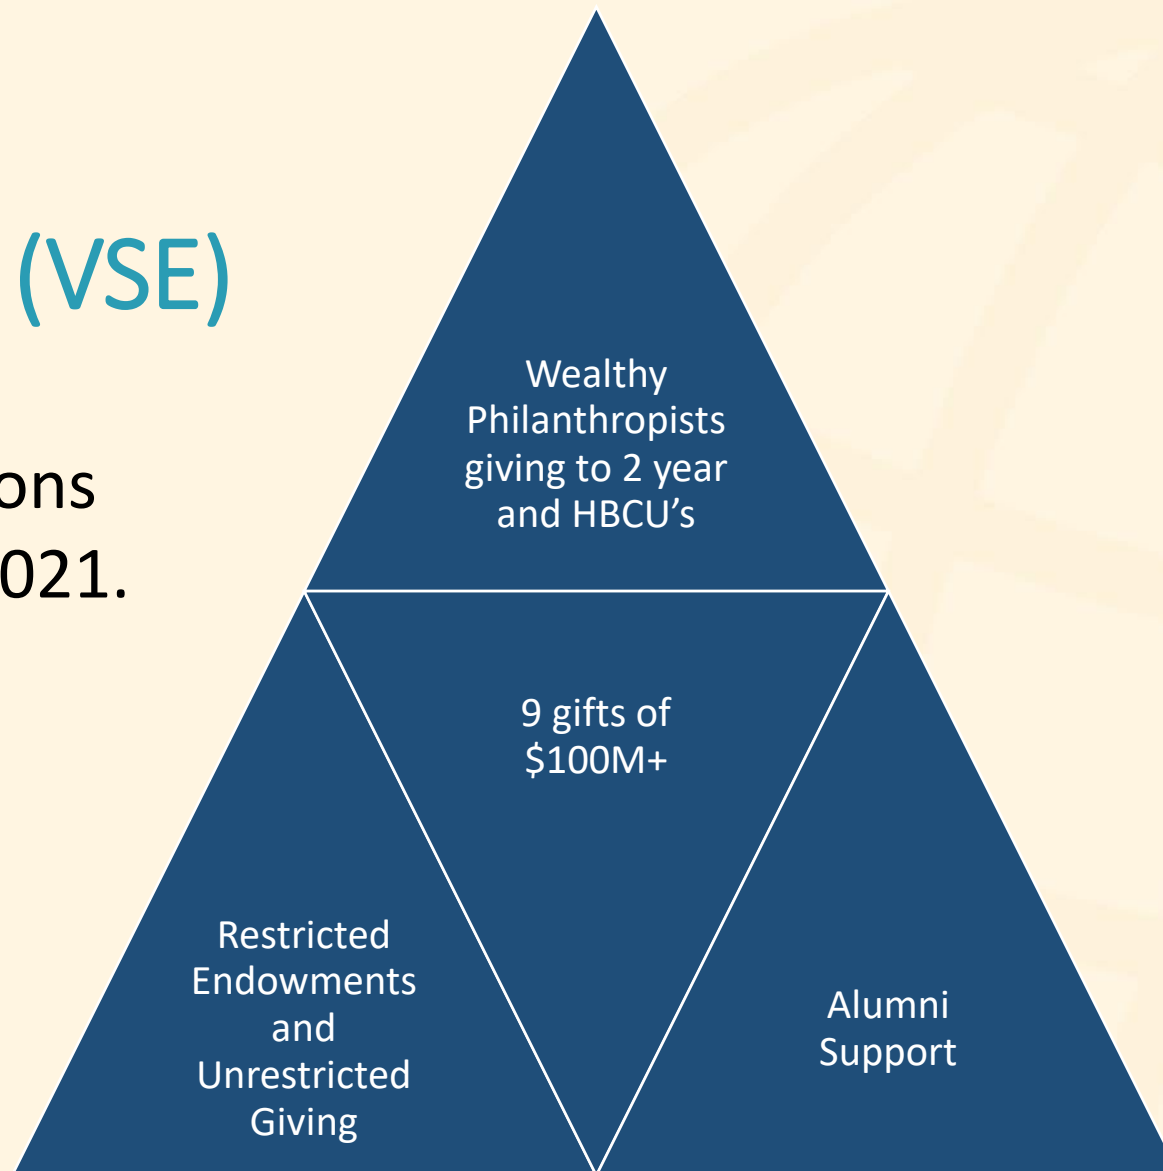 (VSE)
ons
2021.
Wealthy
Philanthropists
giving to 2 year
and HBCU's
9 gifts of
$100M+
Restricted
Endowments
and
Unrestricted
Giving
Alumni
Support